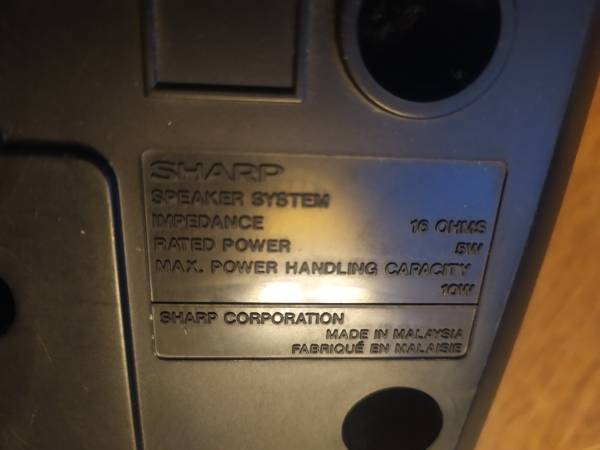 SHARP
SPEAKER SYSTEM
IMPEDANCE 16 OHMS
RATED POWER 5W
MAX. POWER HANDLING CAPACITY
10W
SHARP CORPORATION
MADE IN MALAYSIA
FABRIQUÉ EN MALAISIE